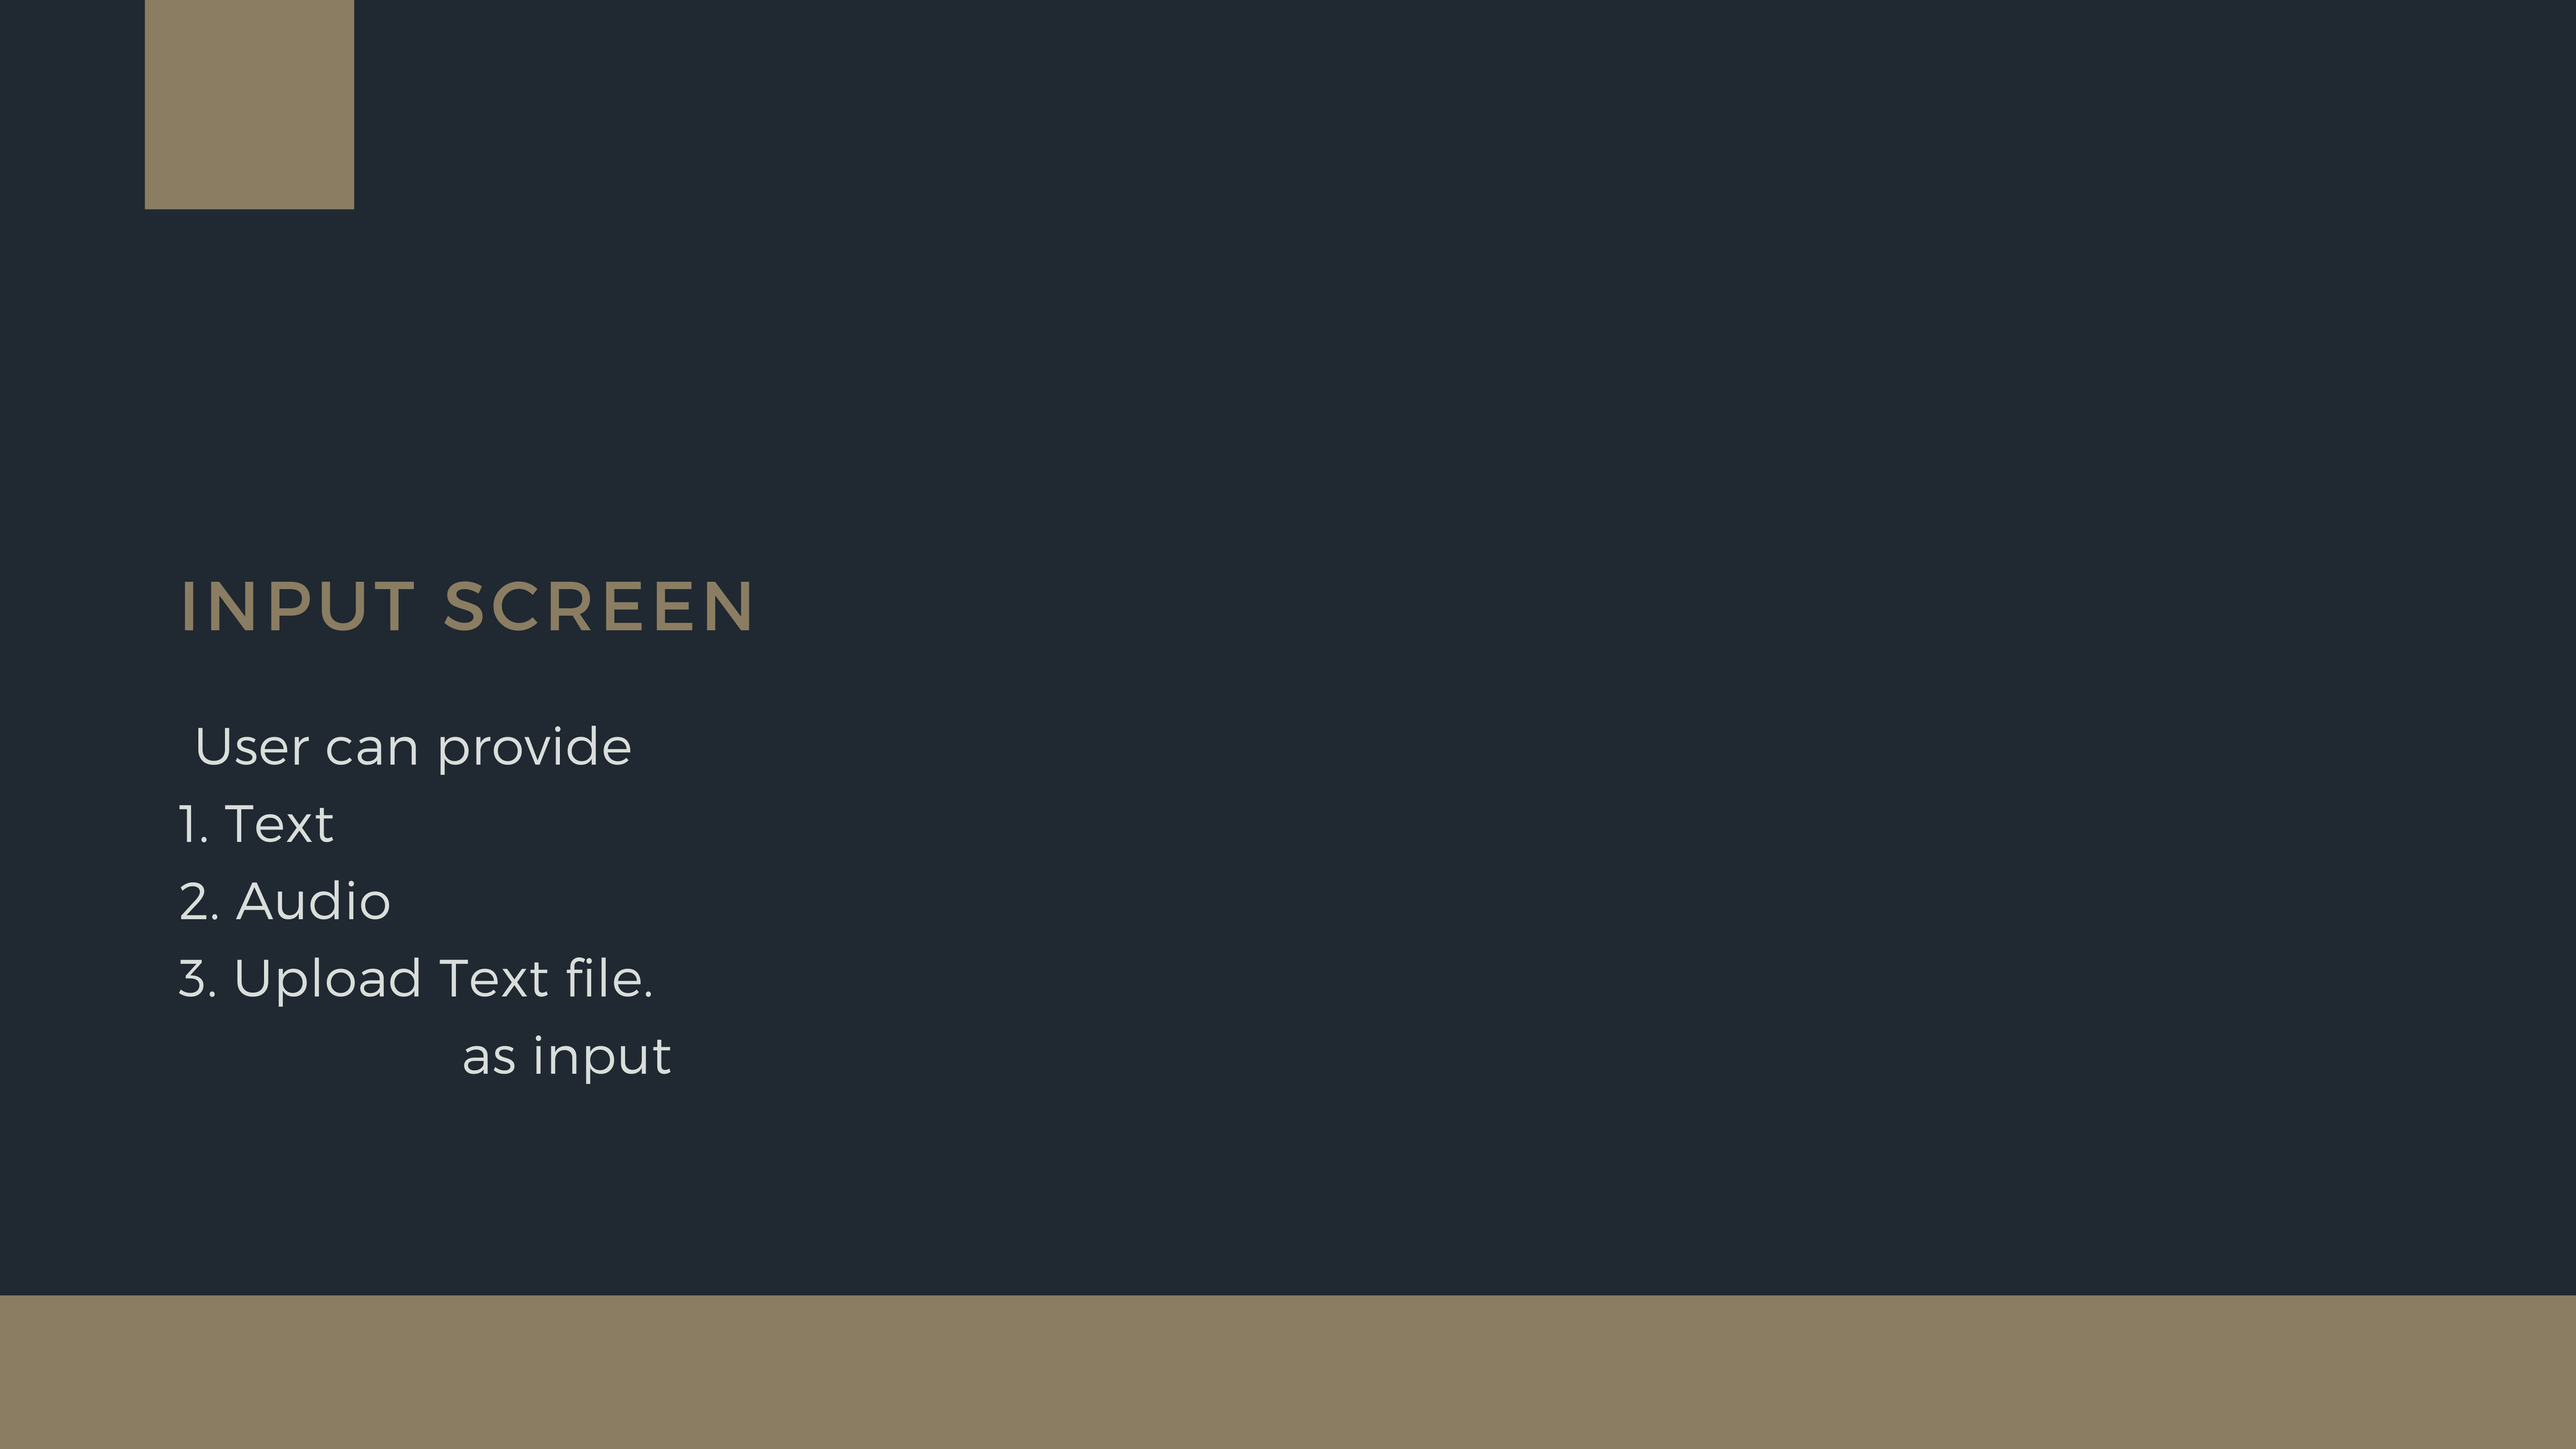 INPUT SCREEN
User can provide
1. Text
2. Audio
3. Upload Text file.
as input